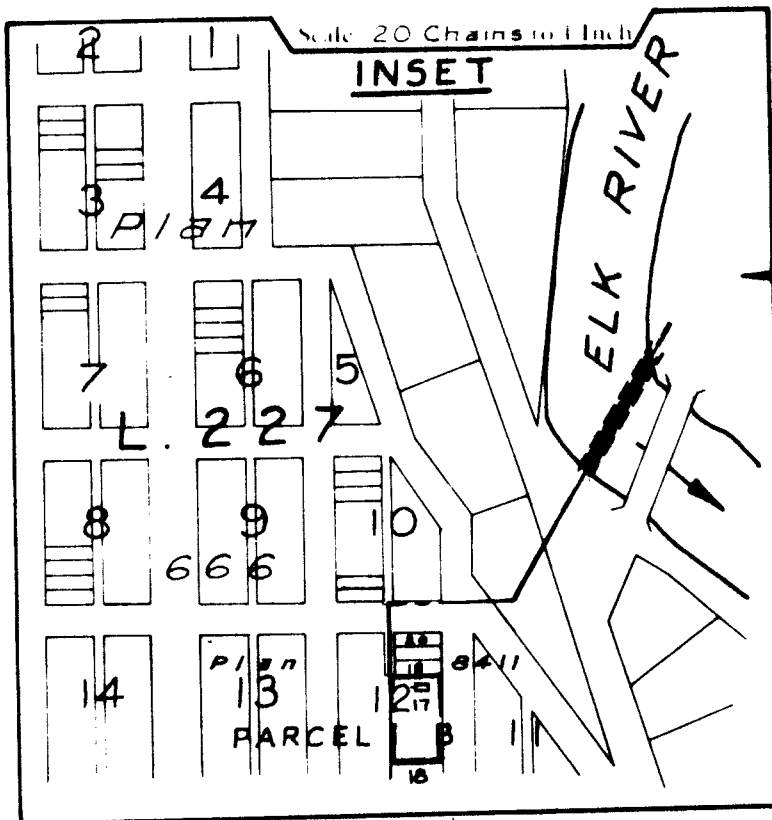 Scale 20 Chains to 1 Inch
INSET
2 1
ELK RIVER
3 4
Plan
7 6 5
L. 227
8 9 10
666
Plan 8411
14 13 12 11
17
PARCEL B
18